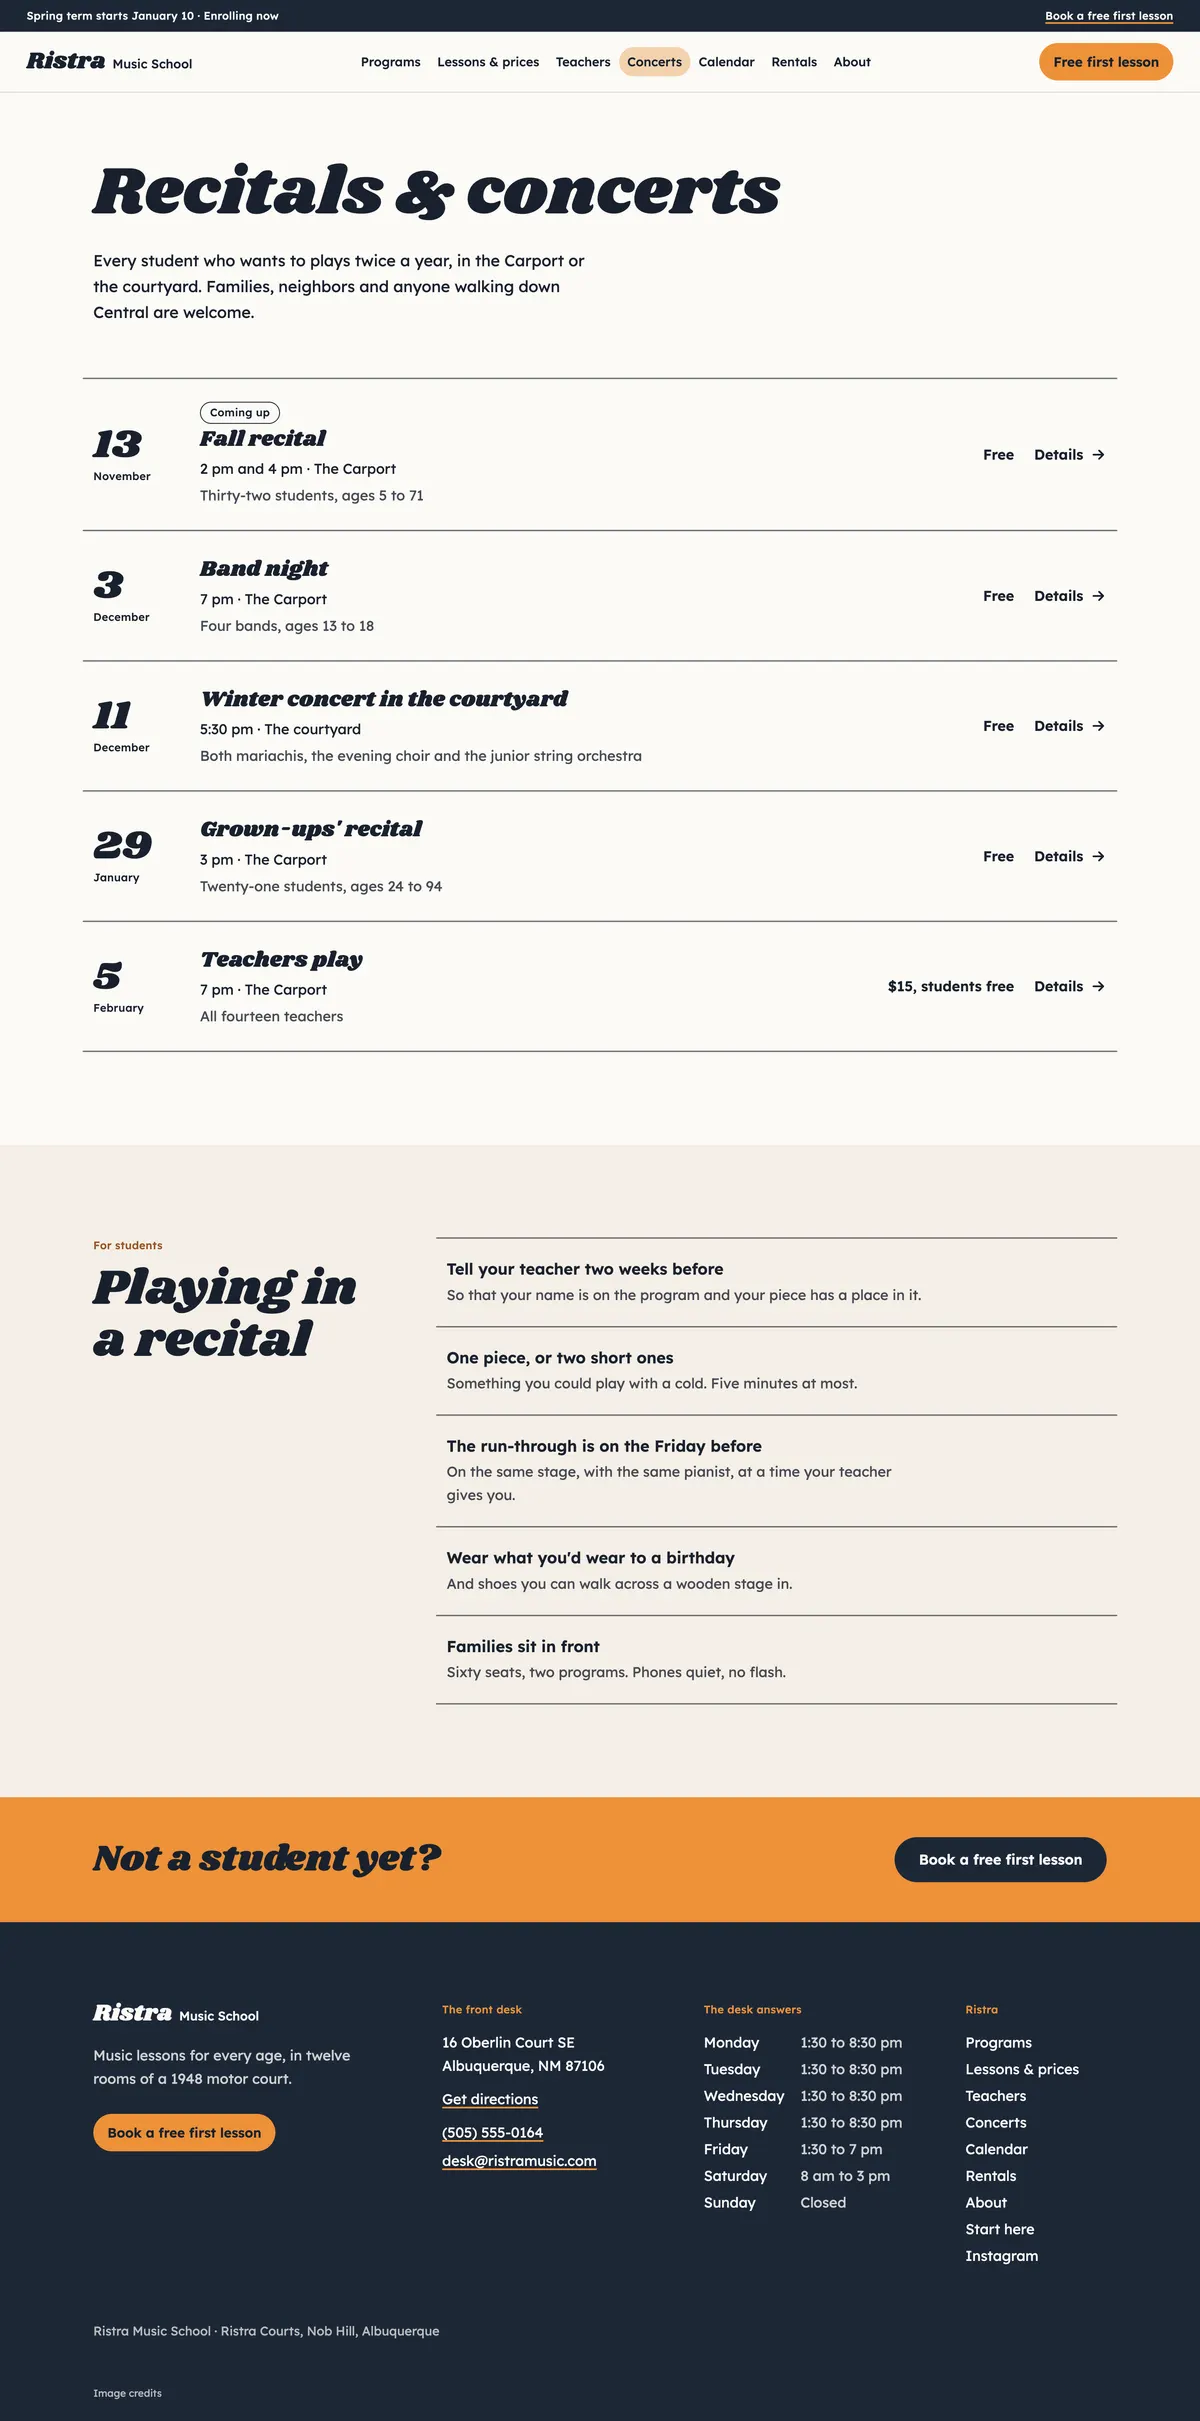 Spring term starts January 10 · Enrolling now
Book a free first lesson
Ristra Music School
Programs
Lessons & prices
Teachers
Concerts
Calendar
Rentals
About
Free first lesson
Recitals & concerts
Every student who wants to plays twice a year, in the Carport or
the courtyard. Families, neighbors and anyone walking down
Central are welcome.
13
November
Coming up
Fall recital
2 pm and 4 pm · The Carport
Thirty-two students, ages 5 to 71
Free
Details →
3
December
Band night
7 pm · The Carport
Four bands, ages 13 to 18
Free
Details →
11
December
Winter concert in the courtyard
5:30 pm · The courtyard
Both mariachis, the evening choir and the junior string orchestra
Free
Details →
29
January
Grown-ups' recital
3 pm · The Carport
Twenty-one students, ages 24 to 94
Free
Details →
5
February
Teachers play
7 pm · The Carport
All fourteen teachers
$15, students free
Details →
For students
Playing in
a recital
Tell your teacher two weeks before
So that your name is on the program and your piece has a place in it.
One piece, or two short ones
Something you could play with a cold. Five minutes at most.
The run-through is on the Friday before
On the same stage, with the same pianist, at a time your teacher
gives you.
Wear what you'd wear to a birthday
And shoes you can walk across a wooden stage in.
Families sit in front
Sixty seats, two programs. Phones quiet, no flash.
Not a student yet?
Book a free first lesson
Ristra Music School
Music lessons for every age, in twelve
rooms of a 1948 motor court.
Book a free first lesson
The front desk
16 Oberlin Court SE
Albuquerque, NM 87106
Get directions
(505) 555-0164
desk@ristramusic.com
The desk answers
Monday 1:30 to 8:30 pm
Tuesday 1:30 to 8:30 pm
Wednesday 1:30 to 8:30 pm
Thursday 1:30 to 8:30 pm
Friday 1:30 to 7 pm
Saturday 8 am to 3 pm
Sunday Closed
Ristra
Programs
Lessons & prices
Teachers
Concerts
Calendar
Rentals
About
Start here
Instagram
Ristra Music School · Ristra Courts, Nob Hill, Albuquerque
Image credits